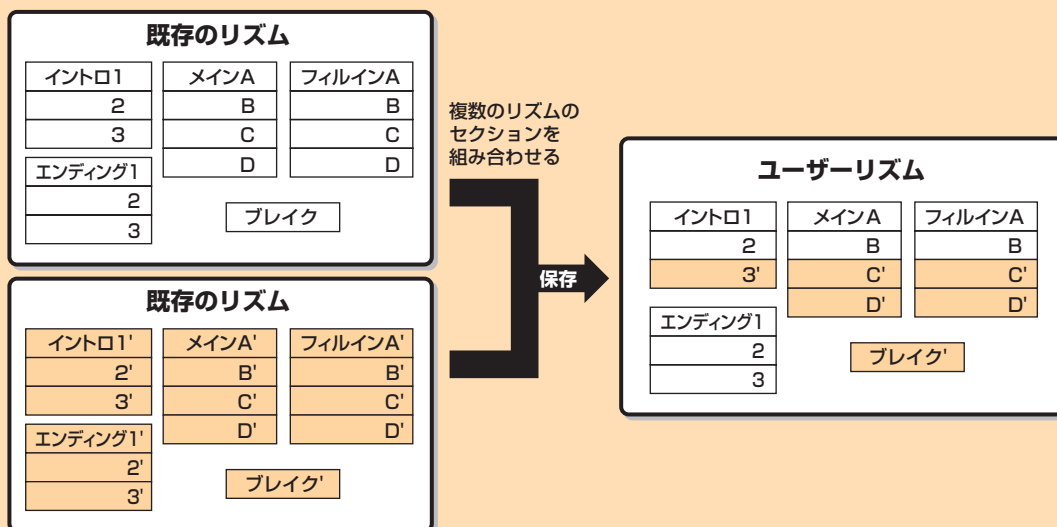 既存のリズム
イントロ1
2
3
メインA
B
C
D
フィルインA
B
C
D
エンディング1
2
3
ブレイク
既存のリズム
イントロ1'
2'
3'
メインA'
B'
C'
D'
フィルインA'
B'
C'
D'
エンディング1'
2'
3'
ブレイク'
複数のリズムの
セクションを
組み合わせる
保存
ユーザーリズム
イントロ1
2
3'
メインA
B
C'
D'
フィルインA
B
C'
D'
エンディング1
2
3
ブレイク'